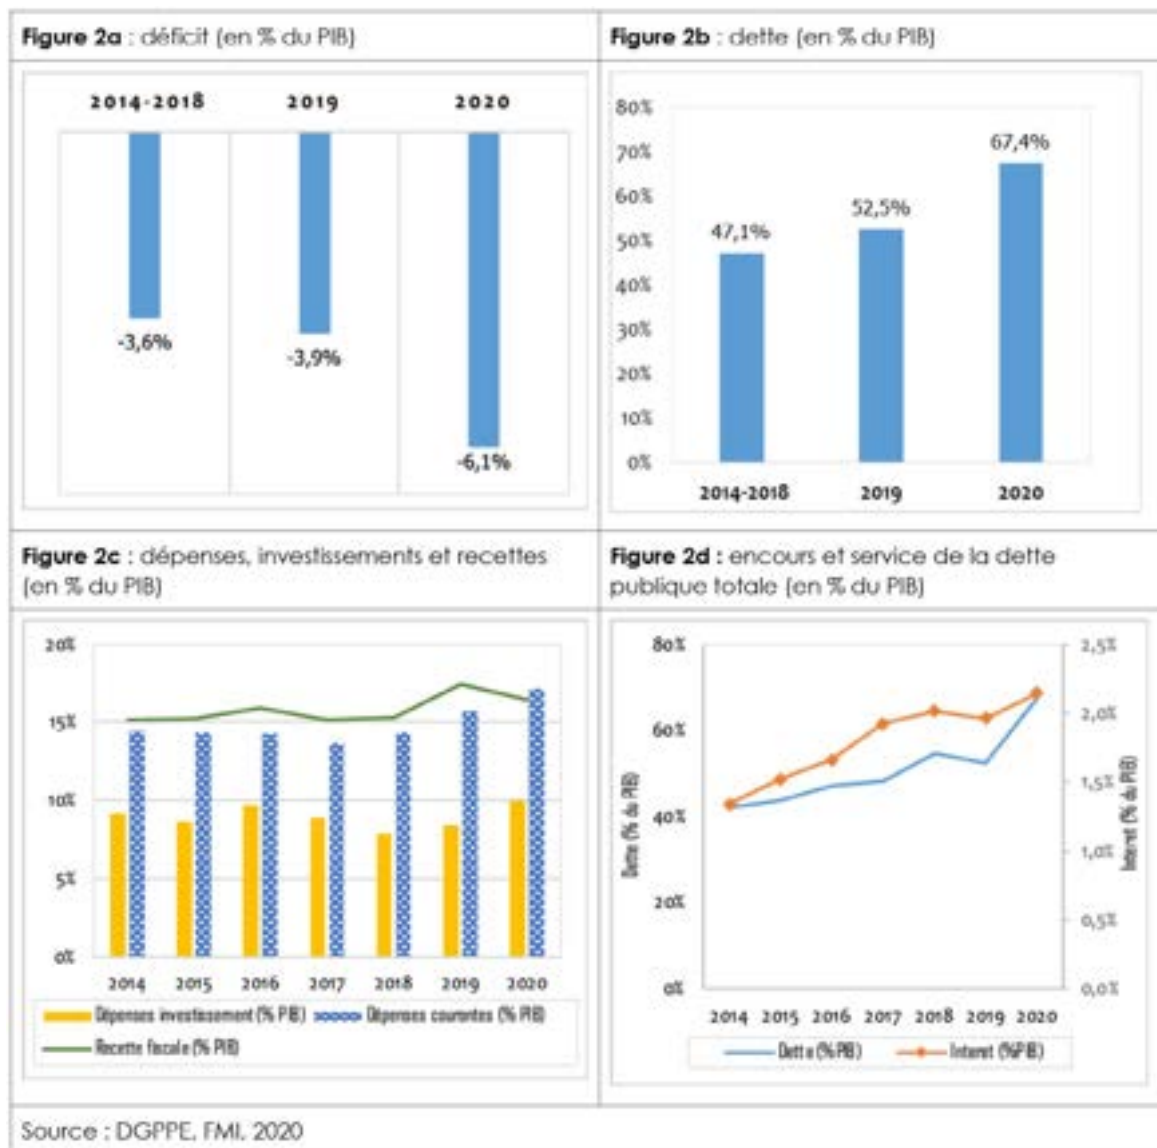 Figure 2a : déficit (en % du PIB)
2014-2018 2019 2020
-3,6%
-3,9%
-6,1%
Figure 2b : dette (en % du PIB)
80%
70%
60%
50%
40%
30%
20%
10%
0%
47,1%
52,5%
67,4%
2014-2018 2019 2020
Figure 2c : dépenses, investissements et recettes
(en % du PIB)
20%
15%
10%
5%
0%
2014 2015 2016 2017 2018 2019 2020
Dépenses investissement (% PIB) Dépenses courantes (% PIB)
Recette fiscale (% PIB)
Figure 2d : encours et service de la dette
publique totale (en % du PIB)
Dette (% du PIB)
80%
60%
40%
20%
0%
2,5%
2,0%
1,5%
1,0%
0,5%
0,0%
Interet (% du PIB)
2014 2015 2016 2017 2018 2019 2020
Dette (%PIB) Interet (%PIB)
Source : DGPPE, FMI, 2020